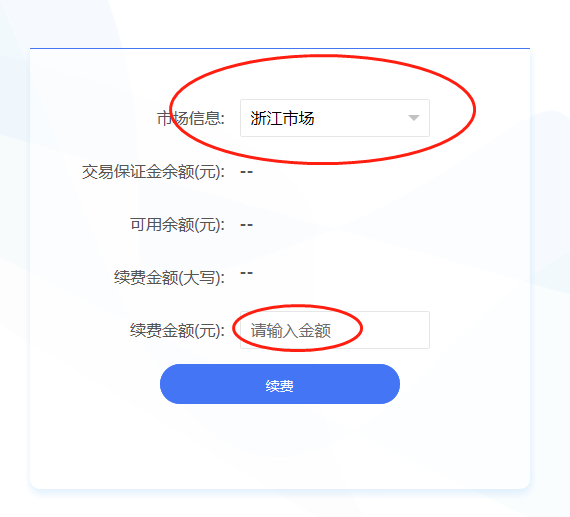 市场信息: 浙江市场
交易保证金余额(元): --
可用余额(元): --
续费金额(大写): --
续费金额(元): 请输入金额
续费